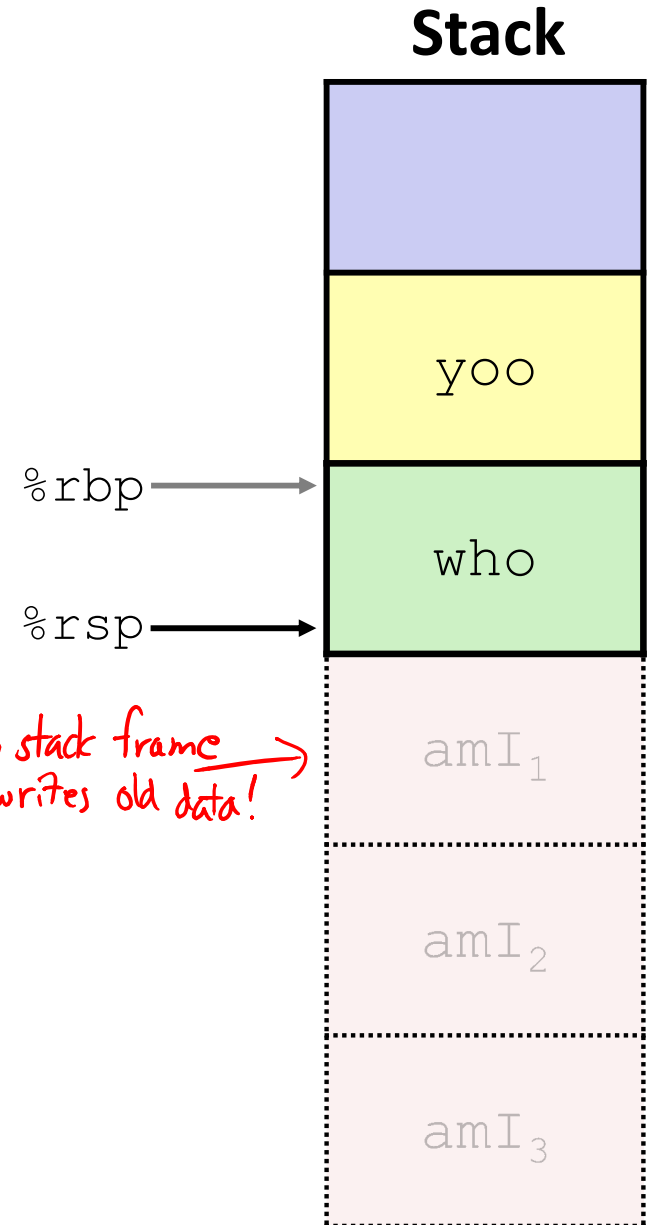 Stack
yoo
%rbp
who
%rsp
stack frame
writes old data!
amI₁
amI₂
amI₃